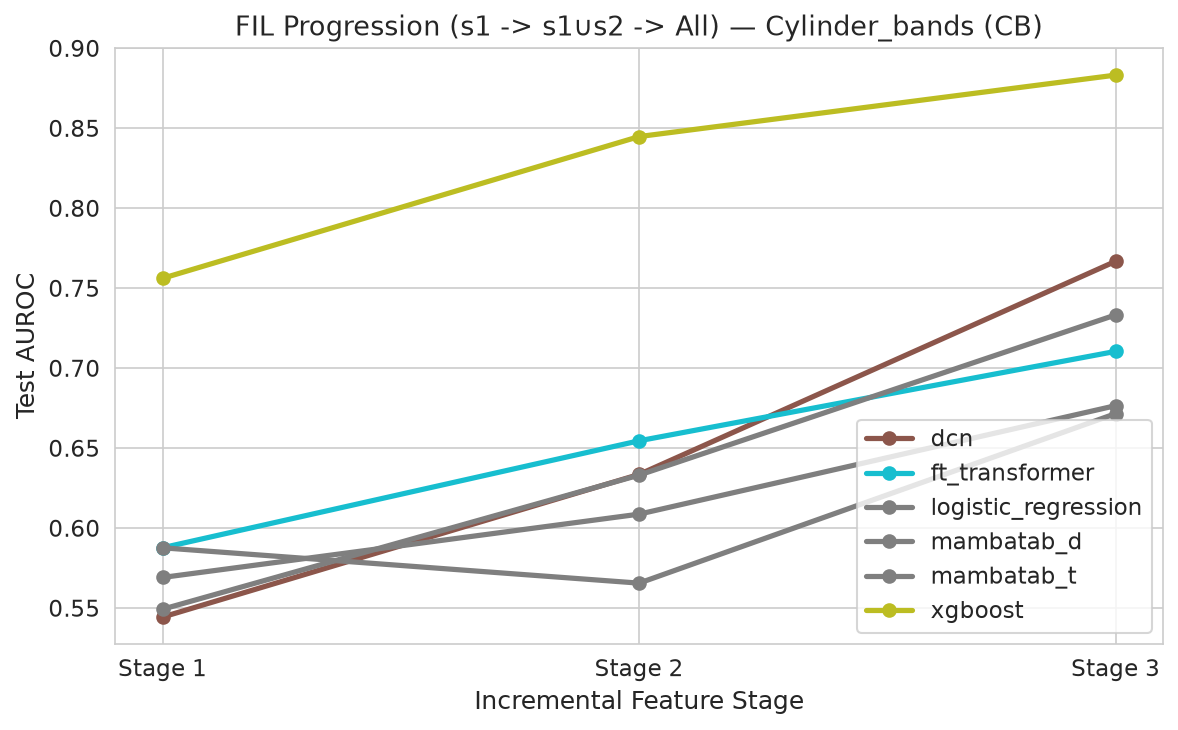 FIL Progression (s1 -> s1∪s2 -> All) — Cylinder_bands (CB)
0.90
0.85
0.80
0.75
0.70
0.65
0.60
0.55
Test AUROC
dcn
ft_transformer
logistic_regression
mambatab_d
mambatab_t
xgboost
Stage 1 Stage 2 Stage 3
Incremental Feature Stage